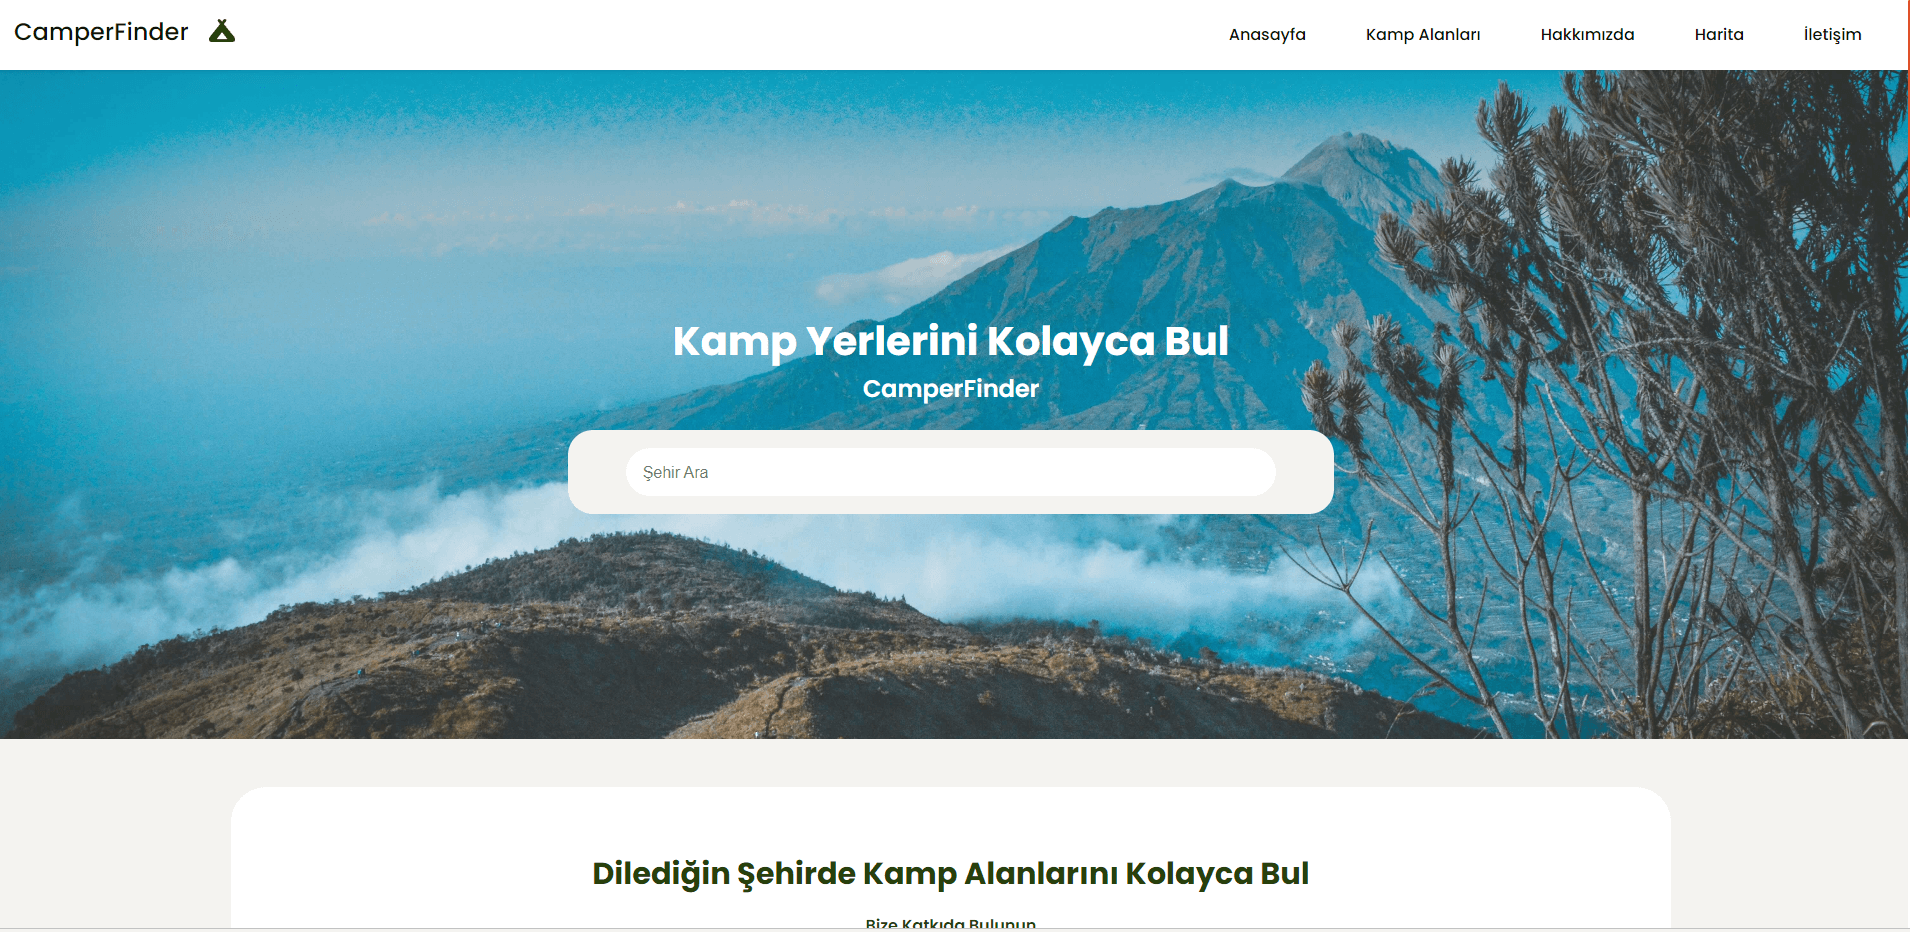 CamperFinder
Anasayfa Kamp Alanları Hakkımızda Harita İletişim
Kamp Yerlerini Kolayca Bul
CamperFinder
Şehir Ara
Dilediğin Şehirde Kamp Alanlarını Kolayca Bul
Bize Katkıda Bulunun